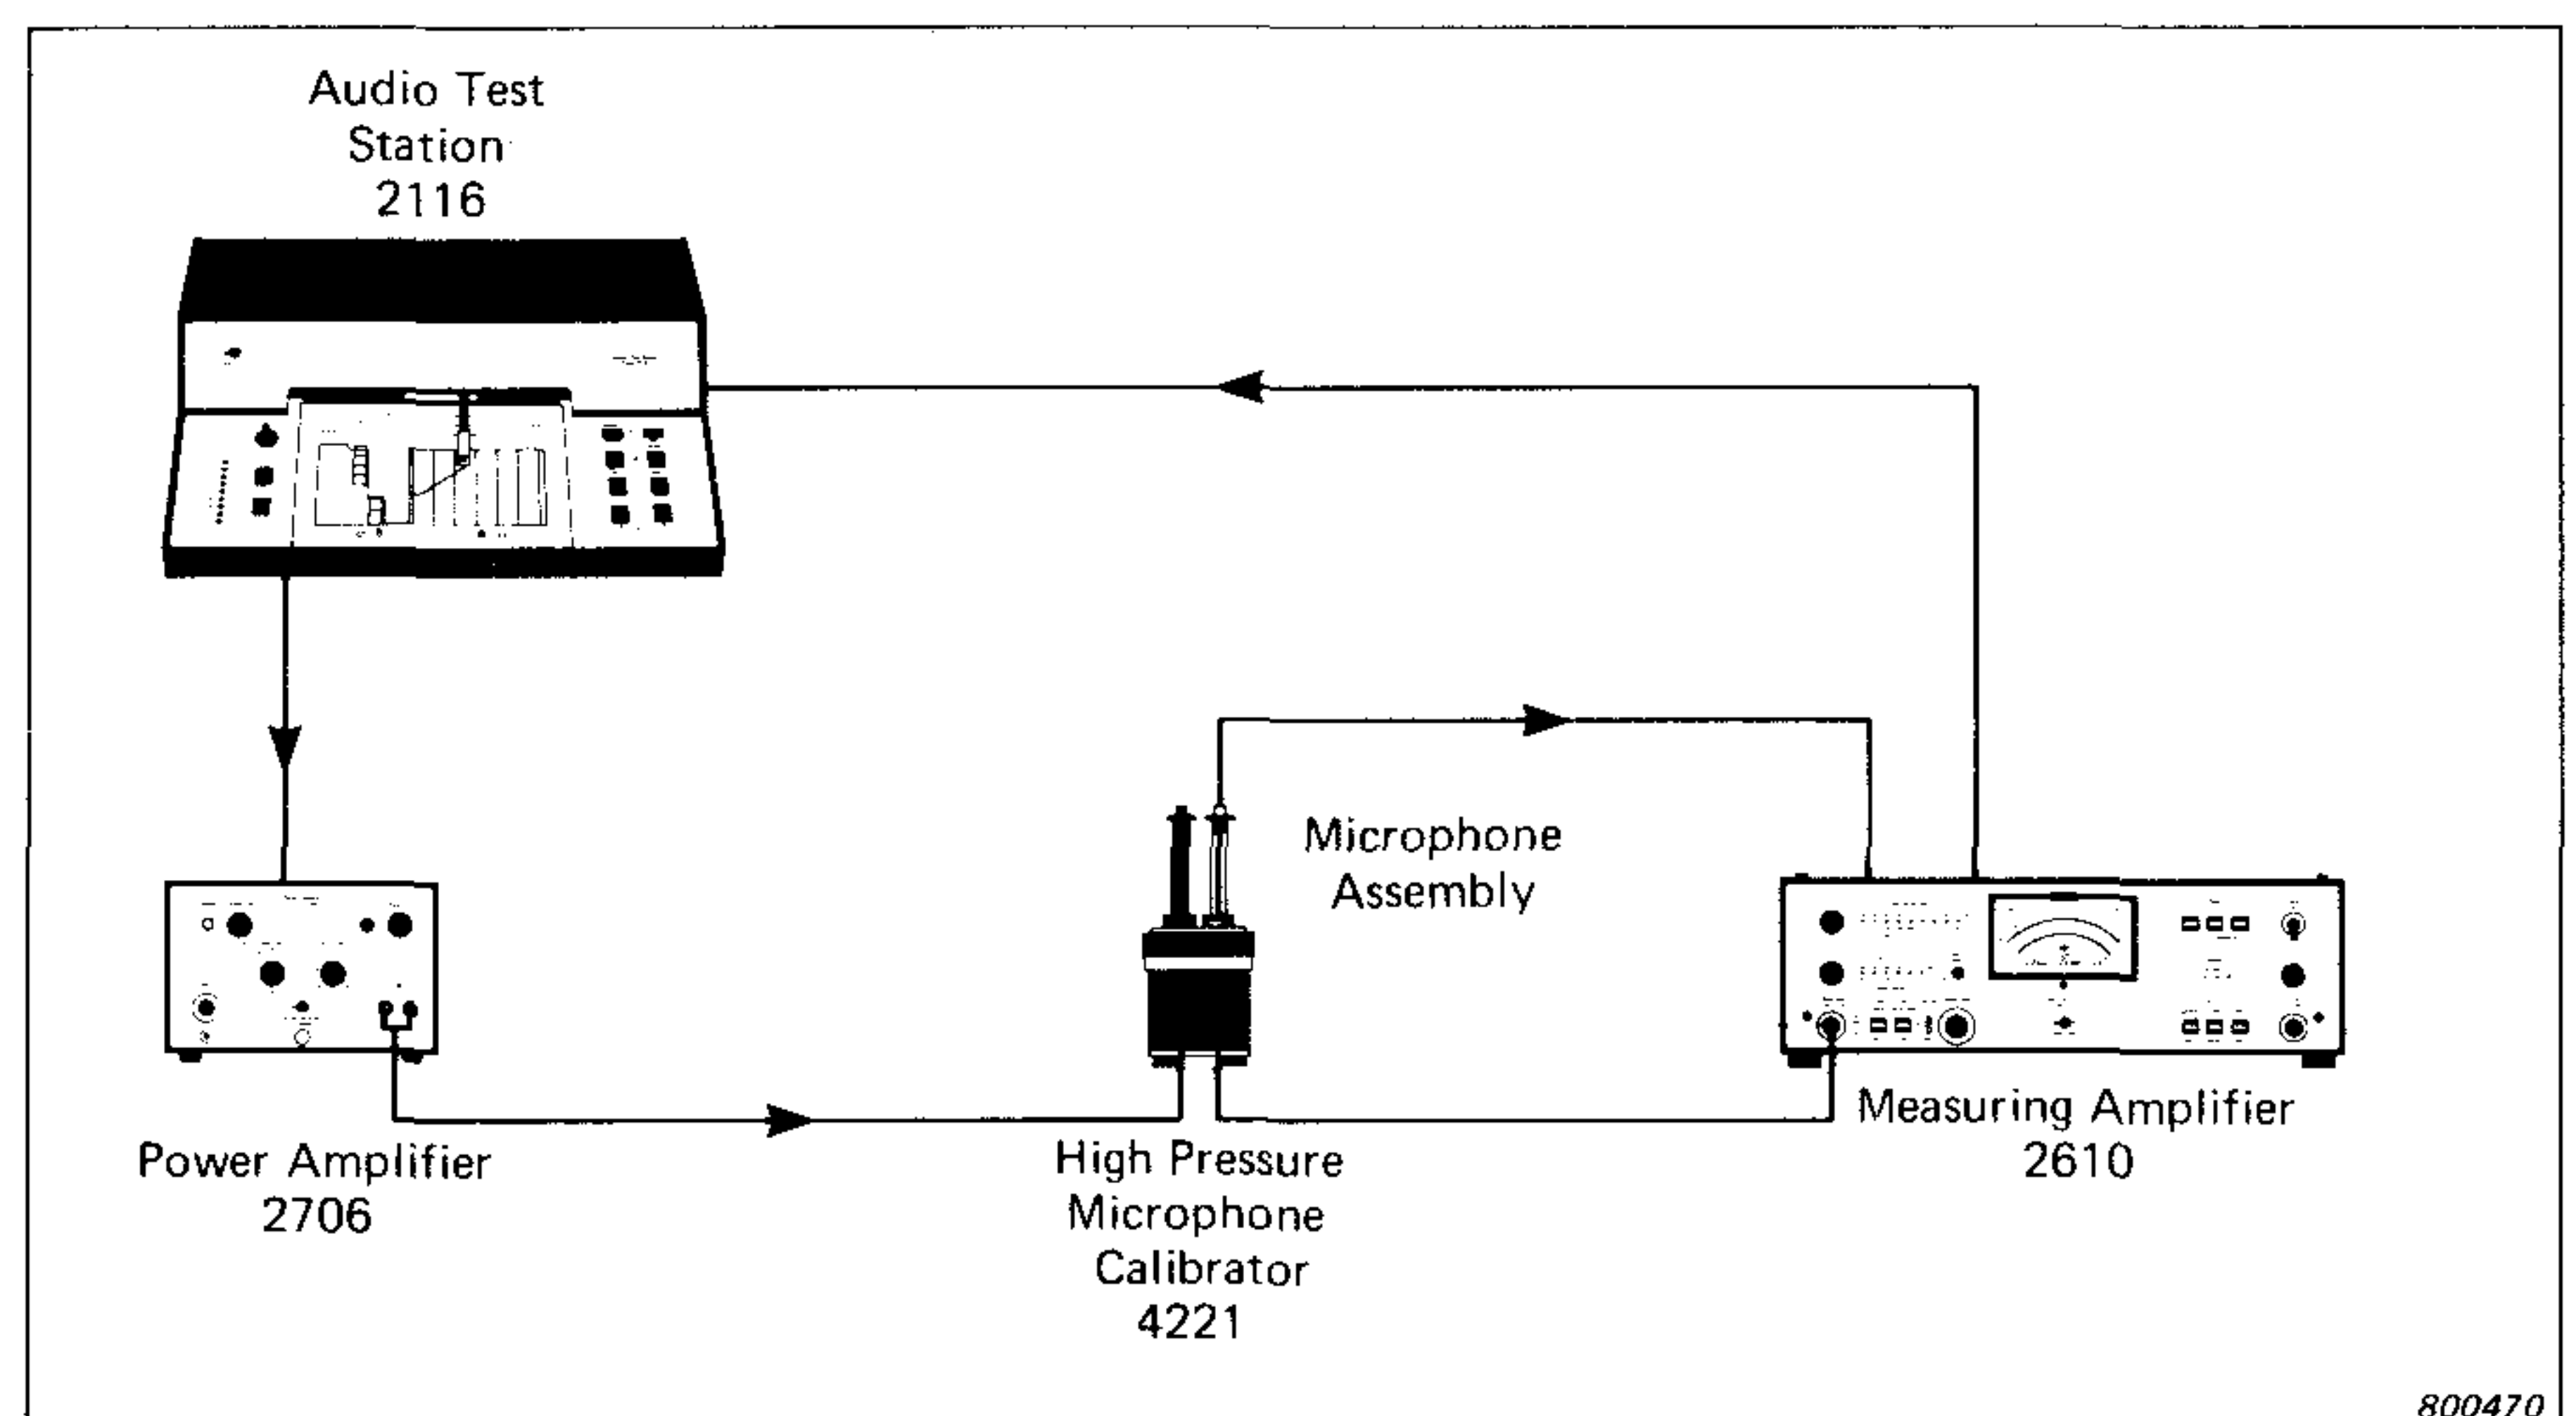 Audio Test
Station
2116
Microphone
Assembly
Power Amplifier
2706
High Pressure
Microphone
Calibrator
4221
Measuring Amplifier
2610
800470